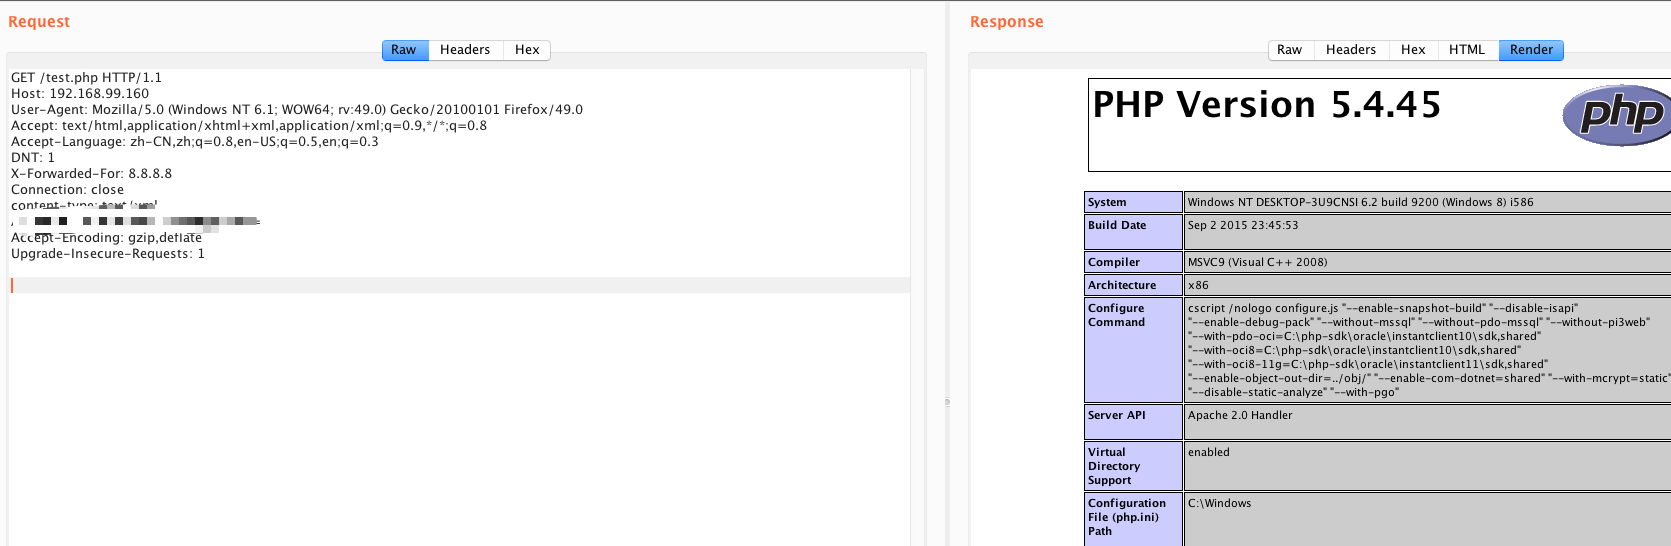 Request
Raw Headers Hex
GET /test.php HTTP/1.1
Host: 192.168.99.160
User-Agent: Mozilla/5.0 (Windows NT 6.1; WOW64; rv:49.0) Gecko/20100101 Firefox/49.0
Accept: text/html,application/xhtml+xml,application/xml;q=0.9,*/*;q=0.8
Accept-Language: zh-CN,zh;q=0.8,en-US;q=0.5,en;q=0.3
DNT: 1
X-Forwarded-For: 8.8.8.8
Connection: close
content-type: text/xml
Accept-Encoding: gzip,deflate
Upgrade-Insecure-Requests: 1
Response
Raw Headers Hex HTML Render
PHP Version 5.4.45
php
System Windows NT DESKTOP-3U9CNSI 6.2 build 9200 (Windows 8) i586
Build Date Sep 2 2015 23:45:53
Compiler MSVC9 (Visual C++ 2008)
Architecture x86
Configure Command cscript /nologo configure.js "--enable-snapshot-build" "--disable-isapi"
"--enable-debug-pack" "--without-mssql" "--without-pdo-mssql" "--without-pi3web"
"--with-pdo-oci=C:\php-sdk\oracle\instantclient10\sdk,shared"
"--with-oci8=C:\php-sdk\oracle\instantclient10\sdk,shared"
"--with-oci8-11g=C:\php-sdk\oracle\instantclient11\sdk,shared"
"--enable-object-out-dir=../obj/" "--enable-com-dotnet=shared" "--with-mcrypt=static"
"--disable-static-analyze" "--with-pgo"
Server API Apache 2.0 Handler
Virtual Directory Support enabled
Configuration File (php.ini) Path C:\Windows